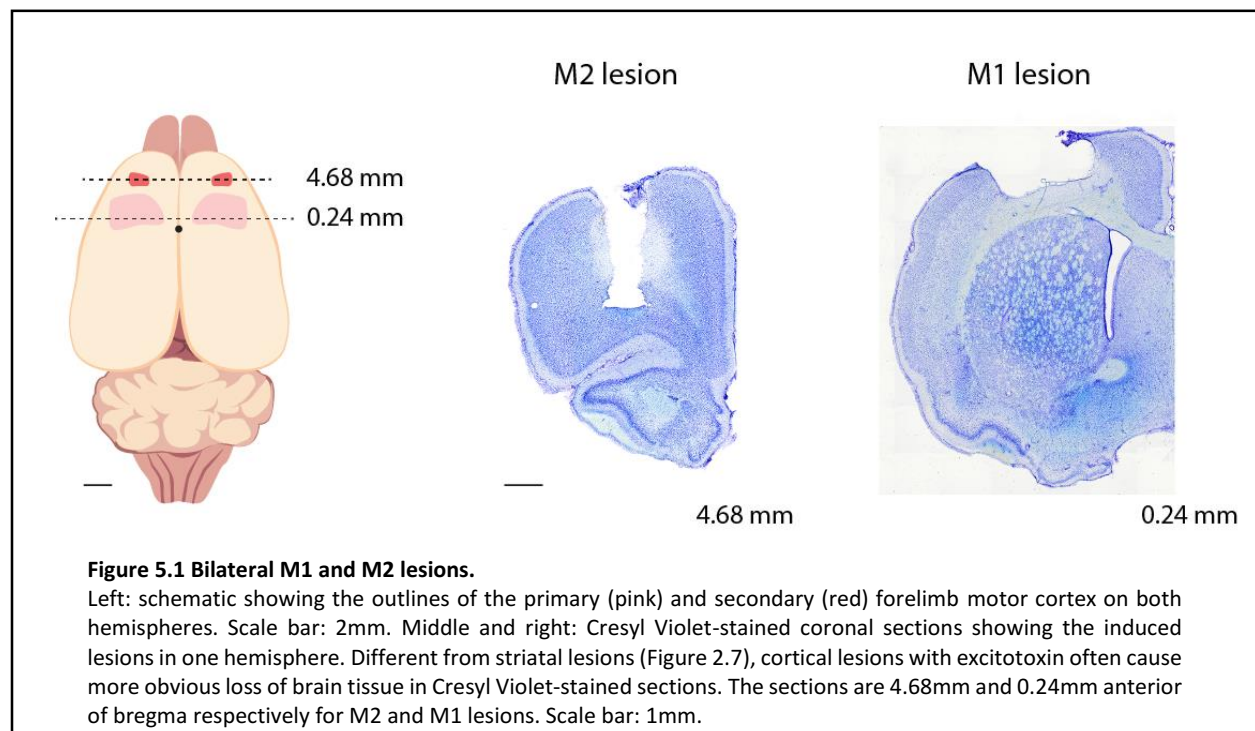 M2 lesion
M1 lesion
4.68 mm
0.24 mm
4.68 mm
0.24 mm
Figure 5.1 Bilateral M1 and M2 lesions.
Left: schematic showing the outlines of the primary (pink) and secondary (red) forelimb motor cortex on both
hemispheres. Scale bar: 2mm. Middle and right: Cresyl Violet-stained coronal sections showing the induced
lesions in one hemisphere. Different from striatal lesions (Figure 2.7), cortical lesions with excitotoxin often cause
more obvious loss of brain tissue in Cresyl Violet-stained sections. The sections are 4.68mm and 0.24mm anterior
of bregma respectively for M2 and M1 lesions. Scale bar: 1mm.